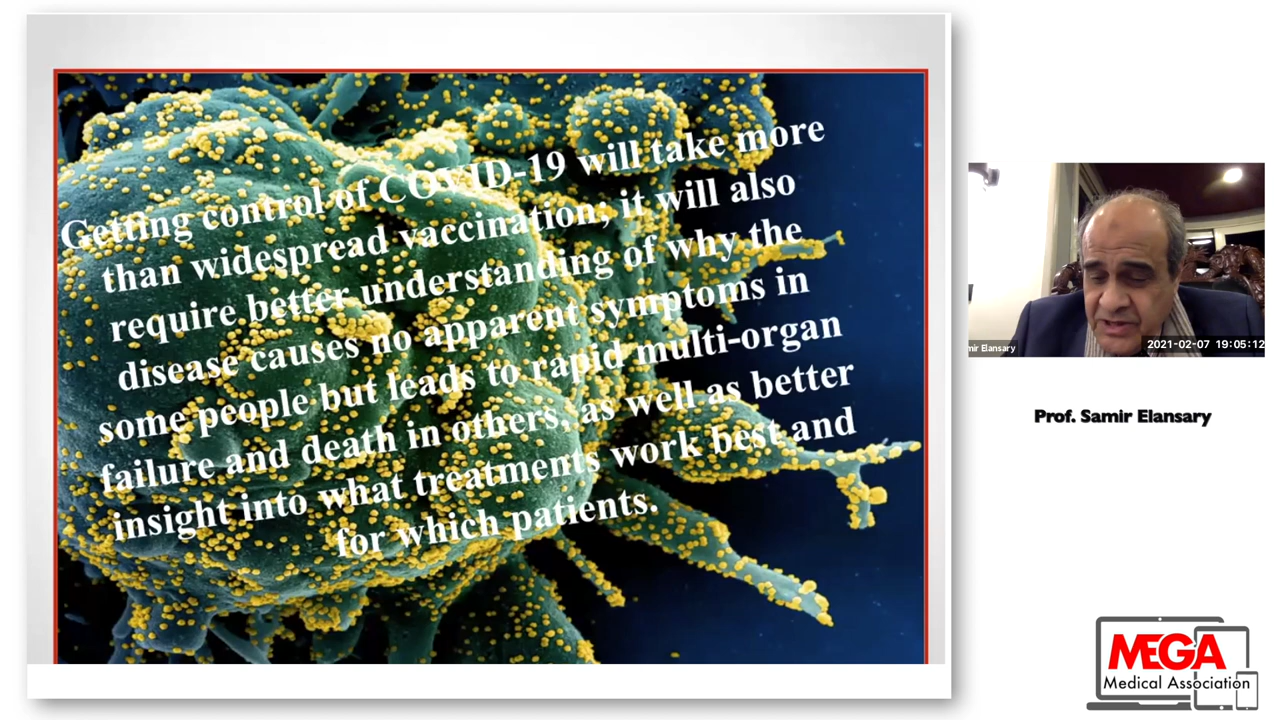 Getting control of COVID-19 will take more
than widespread vaccination; it will also
require better understanding of why the
disease causes no apparent symptoms in
some people but leads to rapid multi-organ
failure and death in others, as well as better
insight into what treatments work best and
for which patients.
mir Elansary
2021-02-07 19:05:12
Prof. Samir Elansary
MEGA
Medical Association